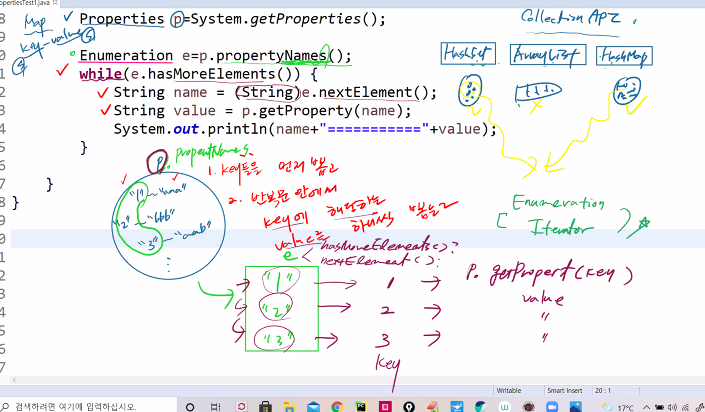 opertiesTest1.java
Map
key-value
Properties p=System.getProperties();
Enumeration e=p.propertyNames();
while(e.hasMoreElements()) {
String name = (String)e.nextElement();
String value = p.getProperty(name);
System.out.println(name+"==========="+value);
}
}
}
Collection API.
HashSet ArrayList HashMap
P.
propertyNames
1. key들을 먼저 뽑고
2. 반복문 안에서
key에 해당하는
value를 하나씩 뽑는다
"1"-"aaa"
"2"-"bbb"
"3"-"aab"
Enumeration
Iterator
e hasMoreElements()?
nextElement():
"1" 1 P. getPropert(key)
"2" 2 value
"3" 3 "
key "
Writable Smart Insert 20 : 1
검색하려면 여기에 입력하십시오. 17°C